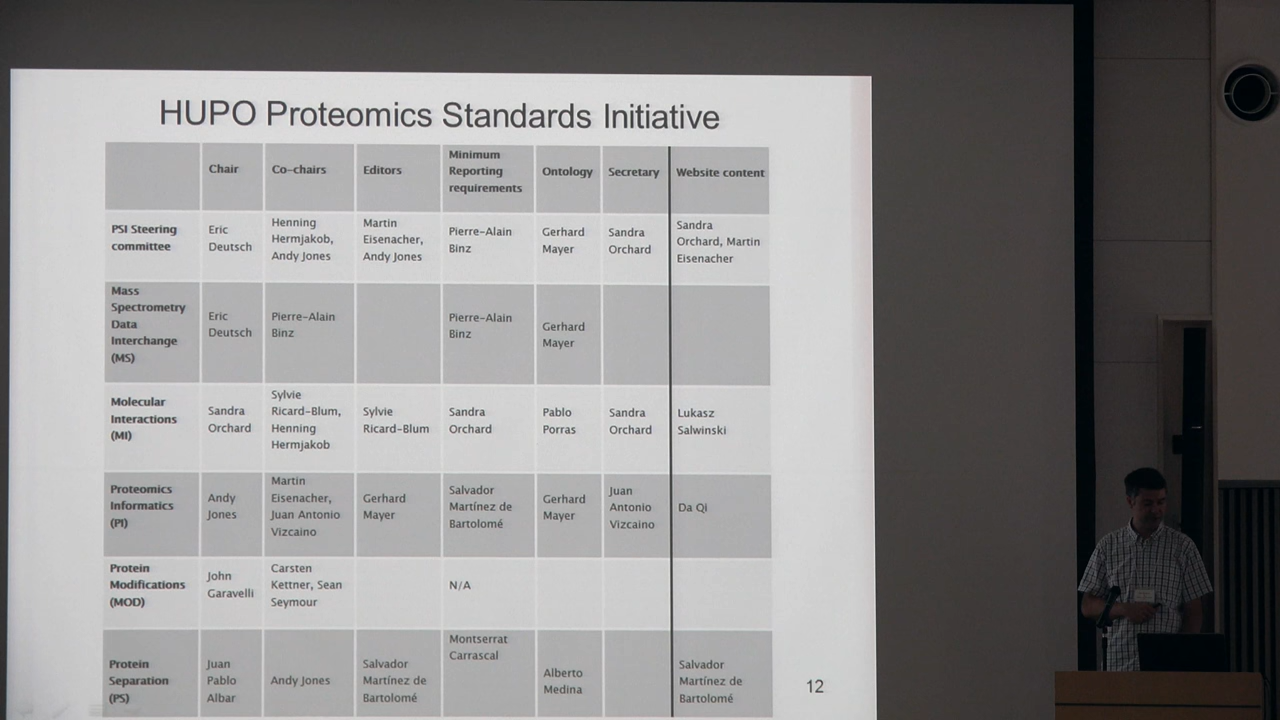 HUPO Proteomics Standards Initiative
Chair
Co-chairs
Editors
Minimum
Reporting
requirements
Ontology
Secretary
Website content
PSI Steering
committee
Eric
Deutsch
Henning
Hermjakob,
Andy Jones
Martin
Eisenacher,
Andy Jones
Pierre-Alain
Binz
Gerhard
Mayer
Sandra
Orchard
Sandra
Orchard, Martin
Eisenacher
Mass
Spectrometry
Data
Interchange
(MS)
Eric
Deutsch
Pierre-Alain
Binz
Pierre-Alain
Binz
Gerhard
Mayer
Molecular
Interactions
(MI)
Sandra
Orchard
Sylvie
Ricard-Blum,
Henning
Hermjakob
Sylvie
Ricard-Blum
Sandra
Orchard
Pablo
Porras
Sandra
Orchard
Lukasz
Salwinski
Proteomics
Informatics
(PI)
Andy
Jones
Martin
Eisenacher,
Juan Antonio
Vizcaino
Gerhard
Mayer
Salvador
Martínez de
Bartolomé
Gerhard
Mayer
Juan
Antonio
Vizcaino
Da Qi
Protein
Modifications
(MOD)
John
Garavelli
Carsten
Kettner, Sean
Seymour
N/A
Protein
Separation
(PS)
Juan
Pablo
Albar
Andy Jones
Salvador
Martínez de
Bartolomé
Montserrat
Carrascal
Alberto
Medina
Salvador
Martínez de
Bartolomé
12